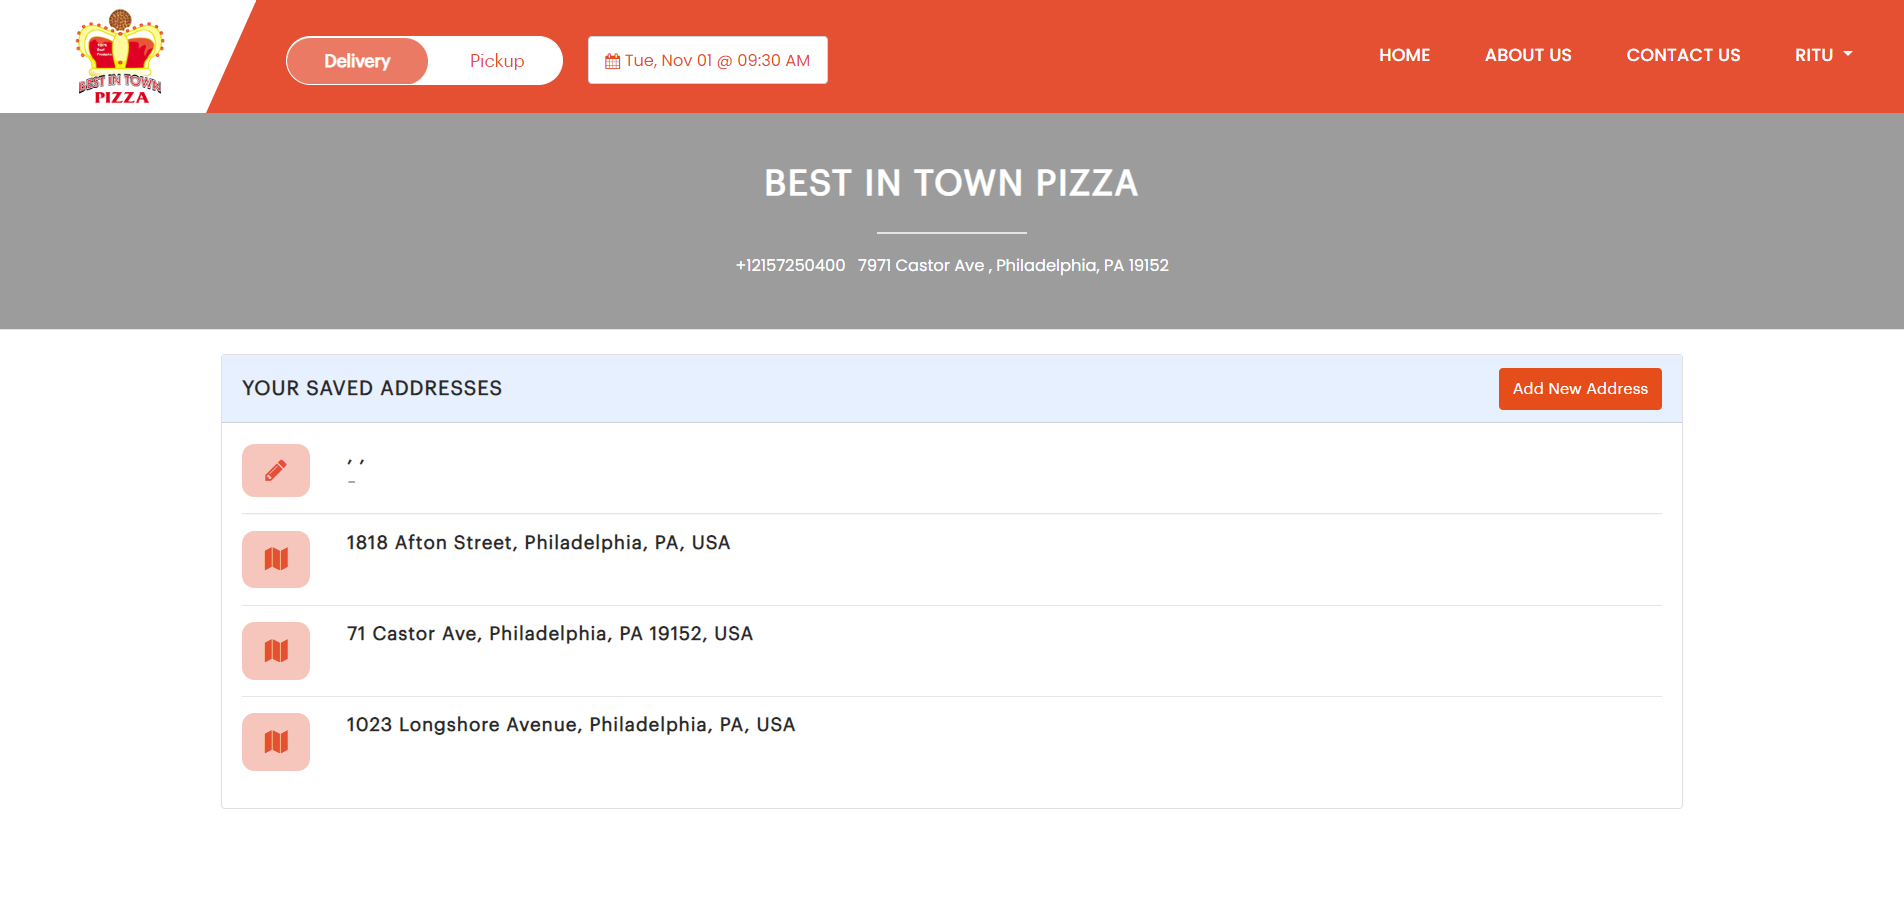 BEST IN TOWN
PIZZA
Delivery
Pickup
Tue, Nov 01 @ 09:30 AM
HOME
ABOUT US
CONTACT US
RITU
BEST IN TOWN PIZZA
+12157250400 7971 Castor Ave , Philadelphia, PA 19152
YOUR SAVED ADDRESSES
Add New Address
, ,
-
1818 Afton Street, Philadelphia, PA, USA
71 Castor Ave, Philadelphia, PA 19152, USA
1023 Longshore Avenue, Philadelphia, PA, USA